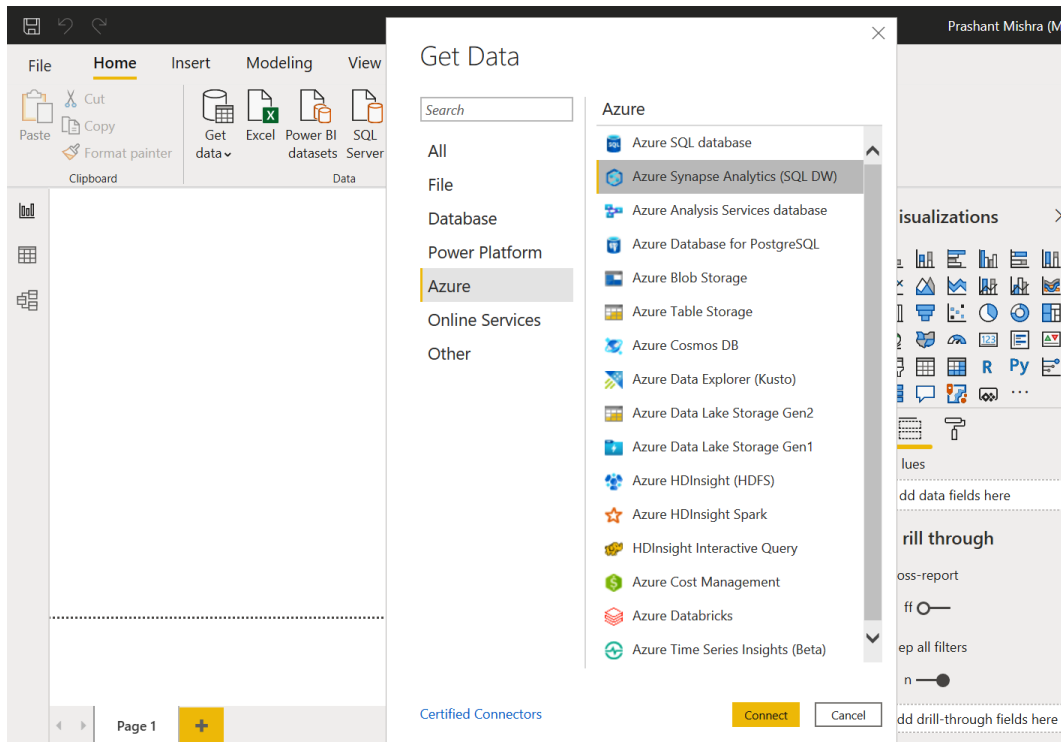 Prashant Mishra (M
File
Home
Insert
Modeling
View
Paste
Cut
Copy
Format painter
Clipboard
Get
data
Excel
Power BI
datasets
SQL
Server
Data
Get Data
Search
All
File
Database
Power Platform
Azure
Online Services
Other
Azure
Azure SQL database
Azure Synapse Analytics (SQL DW)
Azure Analysis Services database
Azure Database for PostgreSQL
Azure Blob Storage
Azure Table Storage
Azure Cosmos DB
Azure Data Explorer (Kusto)
Azure Data Lake Storage Gen2
Azure Data Lake Storage Gen1
Azure HDInsight (HDFS)
Azure HDInsight Spark
HDInsight Interactive Query
Azure Cost Management
Azure Databricks
Azure Time Series Insights (Beta)
Certified Connectors
Connect
Cancel
isualizations
123
R
Py
lues
dd data fields here
rill through
oss-report
ff
ep all filters
n
dd drill-through fields here
Page 1